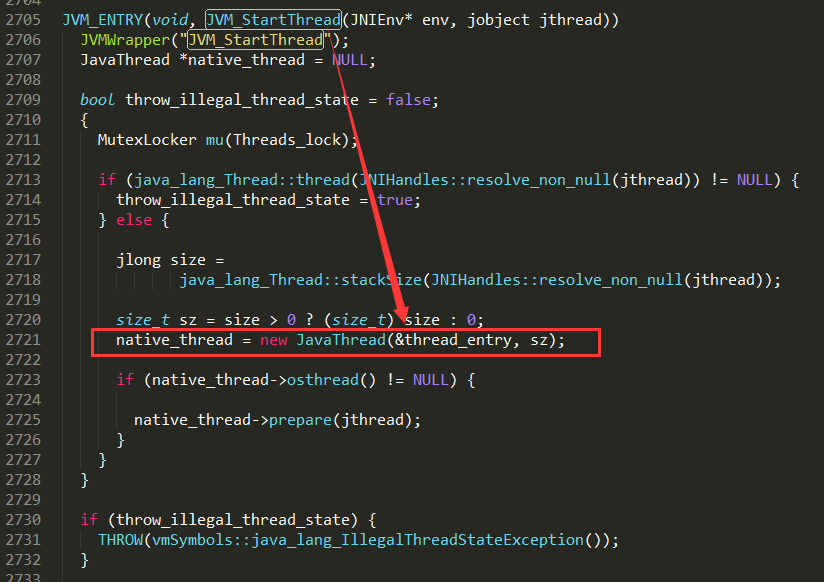 2704
2705 JVM_ENTRY(void, JVM_StartThread(JNIEnv* env, jobject jthread))
2706   JVMWrapper("JVM_StartThread");
2707   JavaThread *native_thread = NULL;
2708
2709   bool throw_illegal_thread_state = false;
2710   {
2711     MutexLocker mu(Threads_lock);
2712
2713     if (java_lang_Thread::thread(JNIHandles::resolve_non_null(jthread)) != NULL) {
2714       throw_illegal_thread_state = true;
2715     } else {
2716
2717       jlong size =
2718              java_lang_Thread::stackSize(JNIHandles::resolve_non_null(jthread));
2719
2720       size_t sz = size > 0 ? (size_t) size : 0;
2721       native_thread = new JavaThread(&thread_entry, sz);
2722
2723       if (native_thread->osthread() != NULL) {
2724
2725         native_thread->prepare(jthread);
2726       }
2727     }
2728   }
2729
2730   if (throw_illegal_thread_state) {
2731     THROW(vmSymbols::java_lang_IllegalThreadStateException());
2732   }
2733